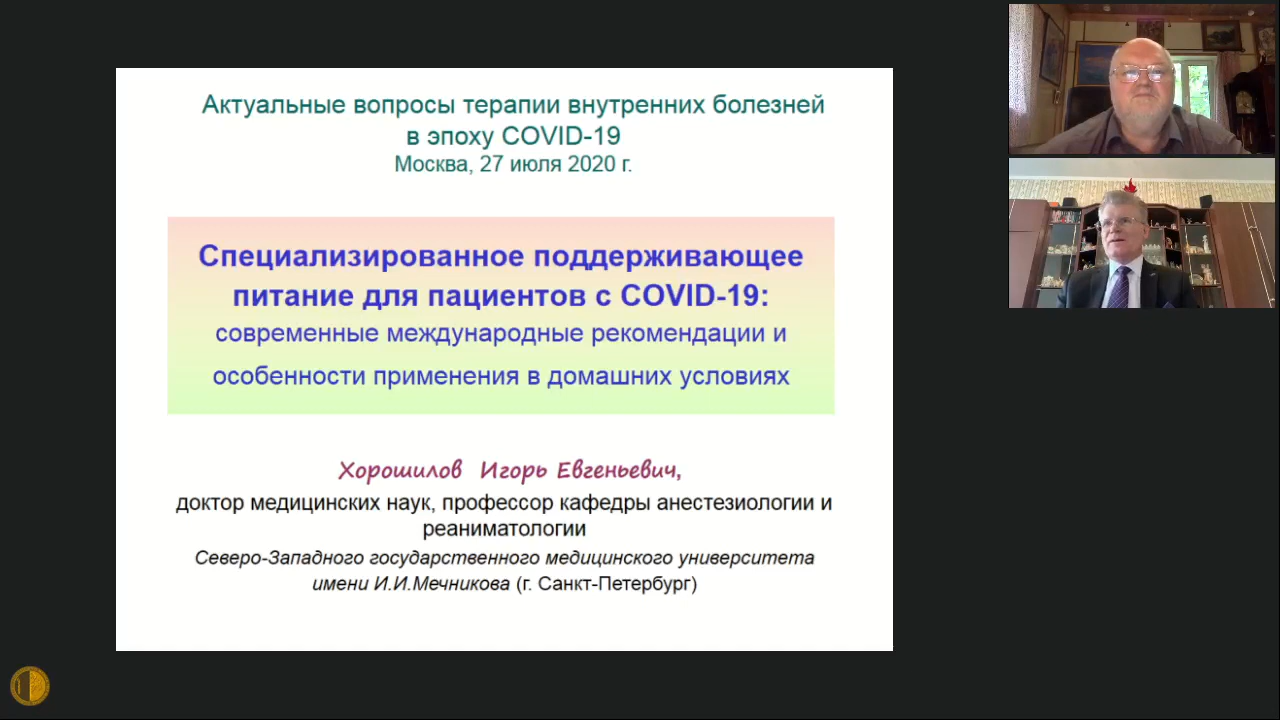 Актуальные вопросы терапии внутренних болезней
в эпоху COVID-19
Москва, 27 июля 2020 г.
Специализированное поддерживающее
питание для пациентов с COVID-19:
современные международные рекомендации и
особенности применения в домашних условиях
Хорошилов Игорь Евгеньевич,
доктор медицинских наук, профессор кафедры анестезиологии и
реаниматологии
Северо-Западного государственного медицинского университета
имени И.И.Мечникова (г. Санкт-Петербург)